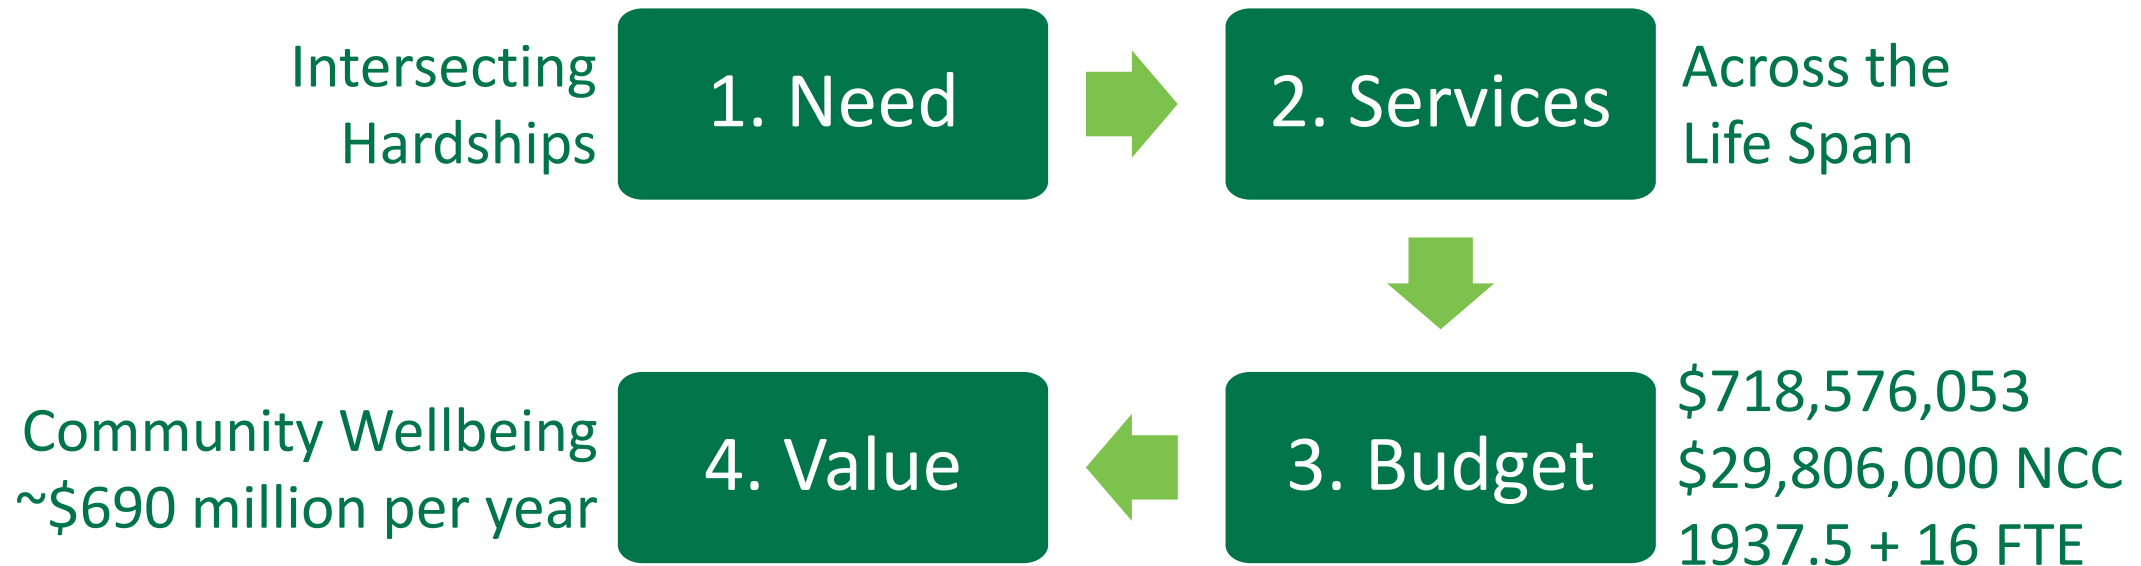 Intersecting
Hardships
1. Need
2. Services
Across the
Life Span
Community Wellbeing
~$690 million per year
4. Value
3. Budget
$718,576,053
$29,806,000 NCC
1937.5 + 16 FTE